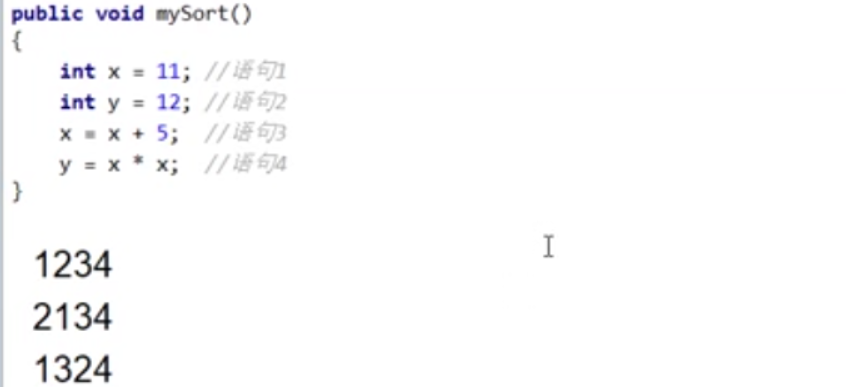 public void mySort()
{
int x = 11; //语句1
int y = 12; //语句2
x = x + 5; //语句3
y = x * x; //语句4
}
1234
2134
1324